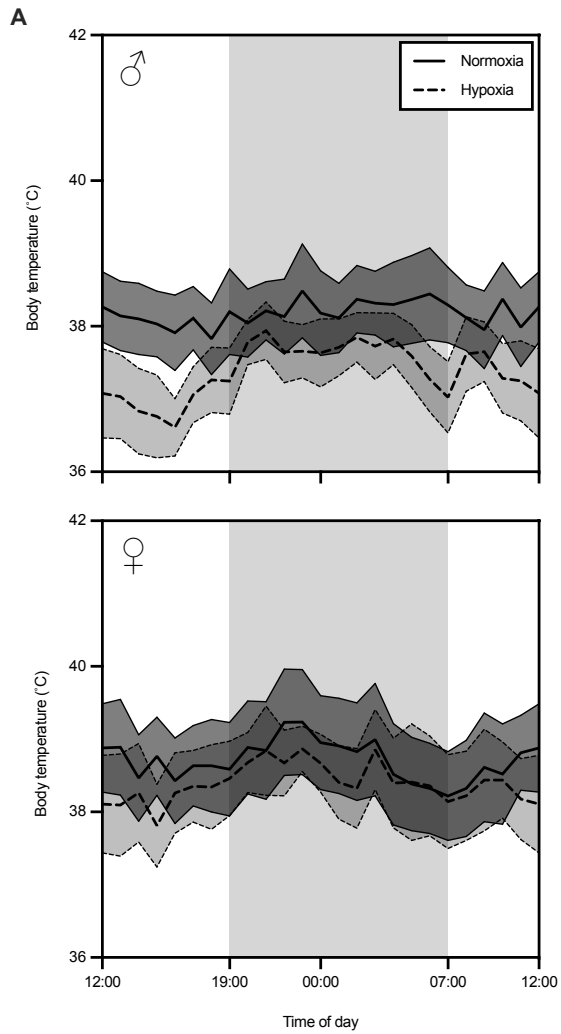 A
42
♂
Normoxia
Hypoxia
40
Body temperature (˚C)
38
36
42
♀
40
Body temperature (˚C)
38
36
12:00 19:00 00:00 07:00 12:00
Time of day